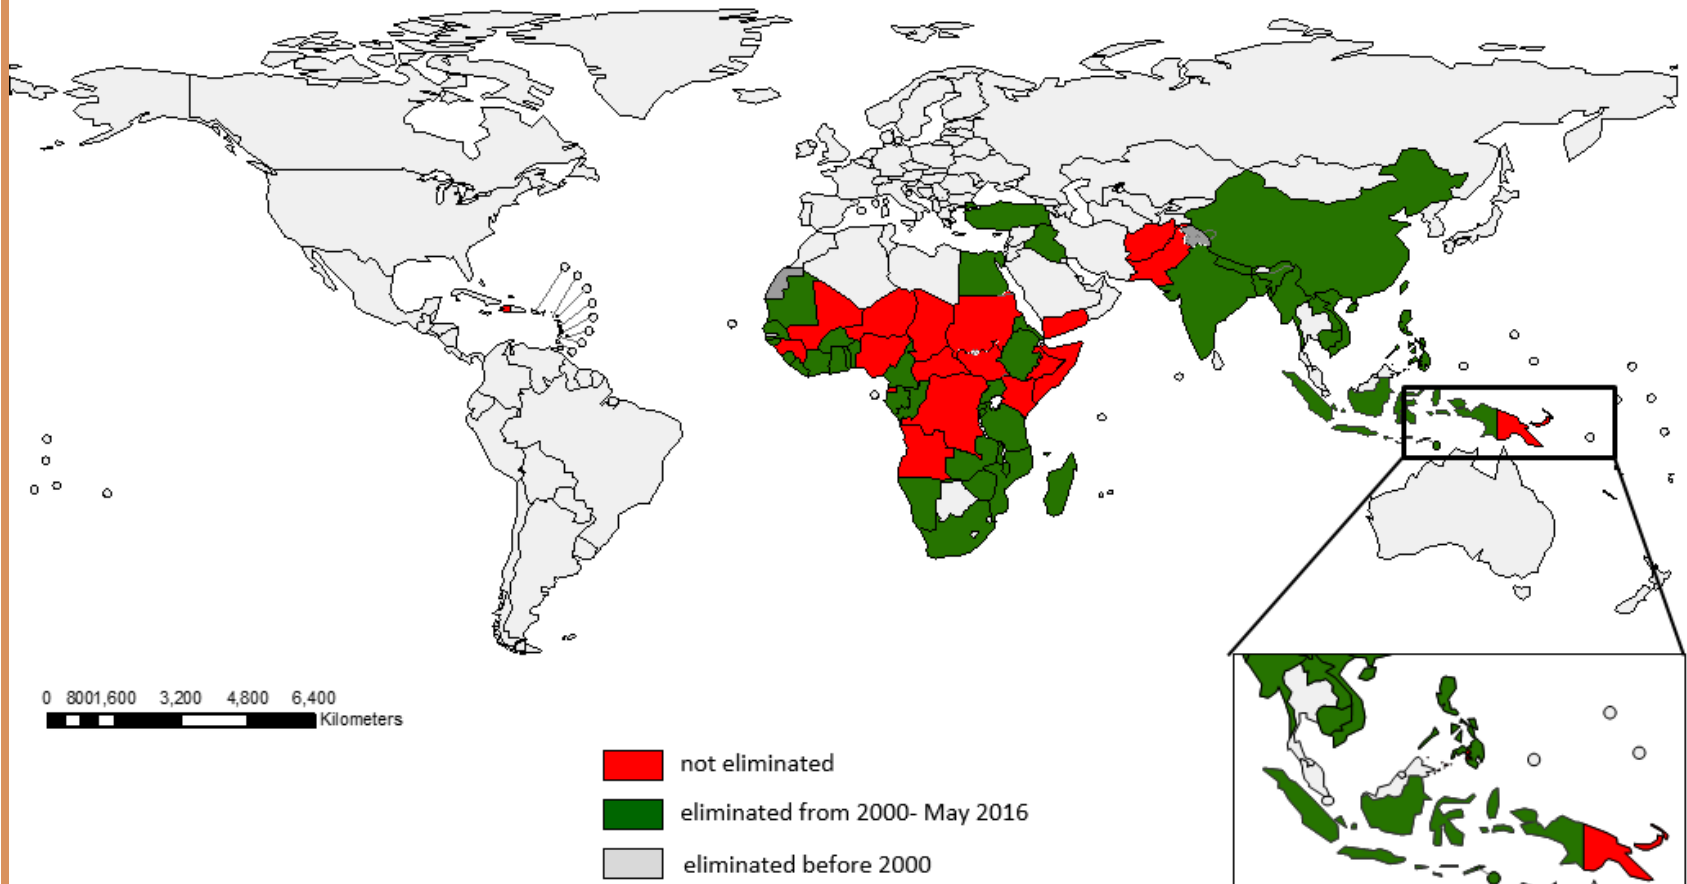 0 8001,600 3,200 4,800 6,400
Kilometers
not eliminated
eliminated from 2000- May 2016
eliminated before 2000